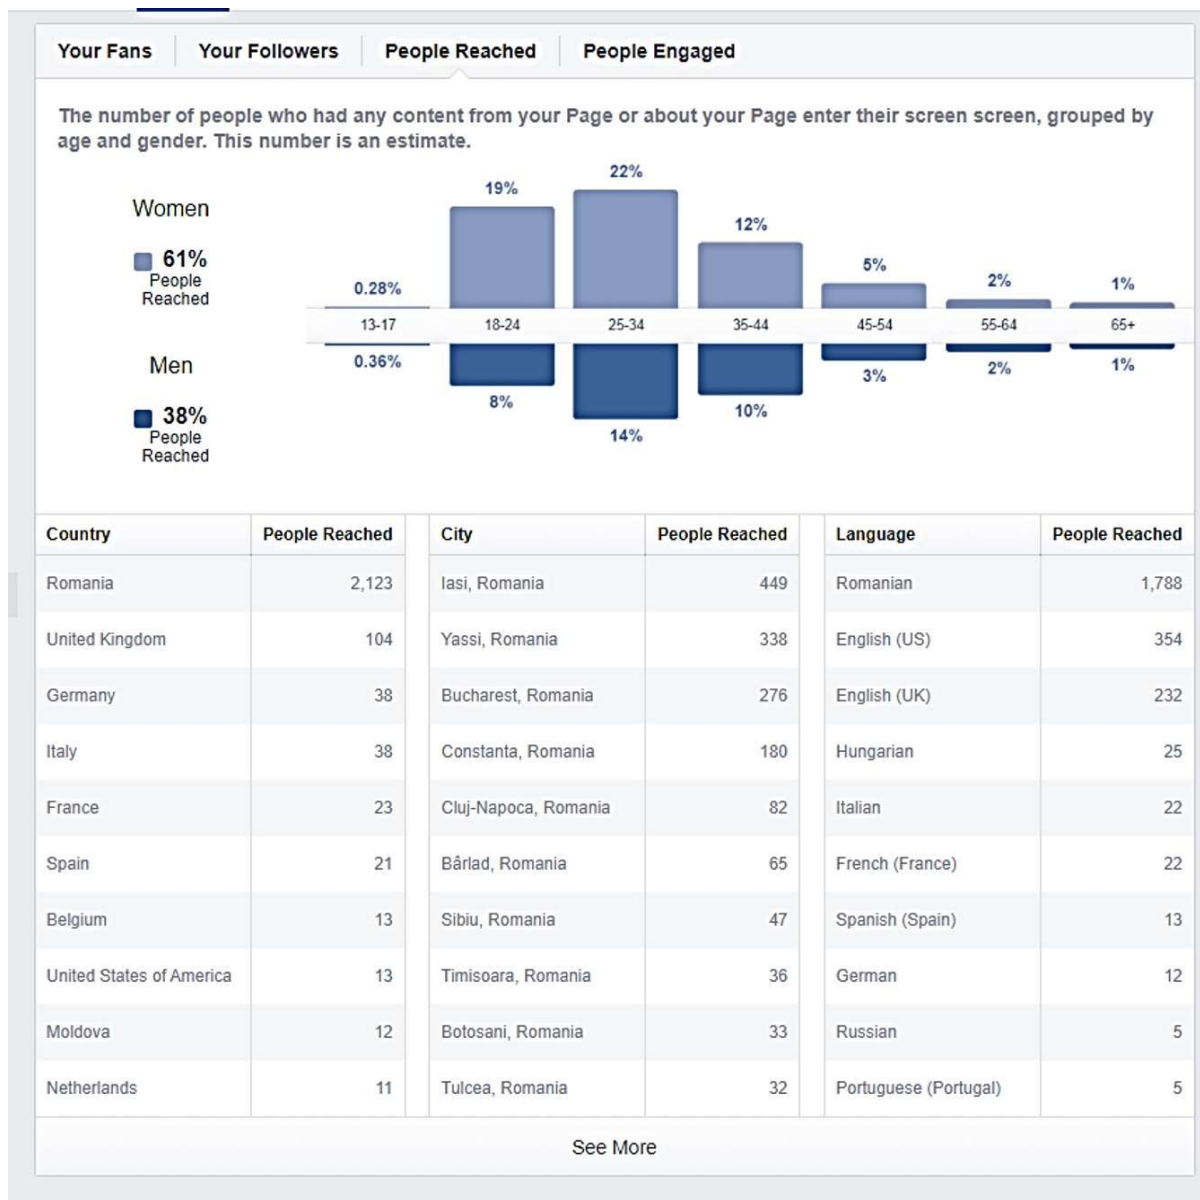 Your Fans Your Followers People Reached People Engaged
The number of people who had any content from your Page or about your Page enter their screen screen, grouped by
age and gender. This number is an estimate.
Women
61%
People
Reached
0.28% 19% 22% 12% 5% 2% 1%
13-17 18-24 25-34 35-44 45-54 55-64 65+
Men
38%
People
Reached
0.36% 8% 14% 10% 3% 2% 1%
Country People Reached City People Reached Language People Reached
Romania 2,123 Iasi, Romania 449 Romanian 1,788
United Kingdom 104 Yassi, Romania 338 English (US) 354
Germany 38 Bucharest, Romania 276 English (UK) 232
Italy 38 Constanta, Romania 180 Hungarian 25
France 23 Cluj-Napoca, Romania 82 Italian 22
Spain 21 Bârlad, Romania 65 French (France) 22
Belgium 13 Sibiu, Romania 47 Spanish (Spain) 13
United States of America 13 Timisoara, Romania 36 German 12
Moldova 12 Botosani, Romania 33 Russian 5
Netherlands 11 Tulcea, Romania 32 Portuguese (Portugal) 5
See More